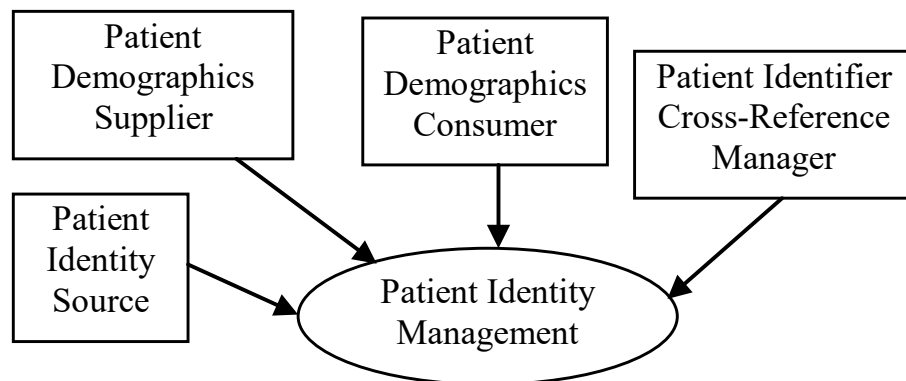 Patient
Demographics
Supplier
Patient
Demographics
Consumer
Patient Identifier
Cross-Reference
Manager
Patient
Identity
Source
Patient Identity
Management